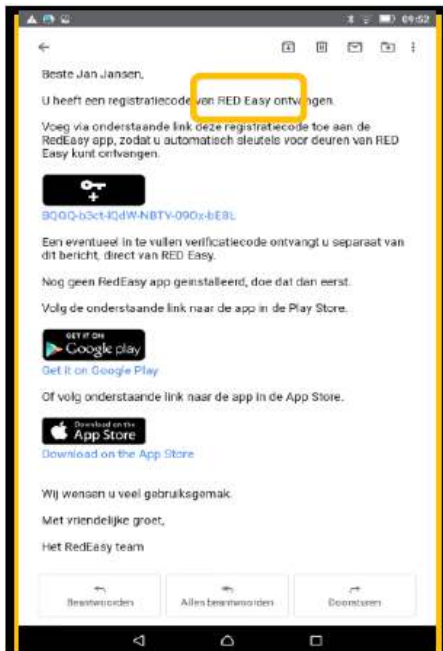 09:52
Beste Jan Jansen,
U heeft een registratiecode van RED Easy ontvangen.
Voeg via onderstaande link deze registratiecode toe aan de
RedEasy app, zodat u automatisch sleutels voor deuren van RED
Easy kunt ontvangen.
Een eventueel in te vullen verificatiecode ontvangt u separaat van
dit bericht, direct van RED Easy.
Nog geen RedEasy app geinstalleerd, doe dat dan eerst.
Volg de onderstaande link naar de app in de Play Store.
GET IT ON
Google play
Get it on Google Play
Of volg onderstaande link naar de app in de App Store.
Download on the
App Store
Download on the App Store
Wij wensen u veel gebruiksgemak.
Met vriendelijke groet,
Het RedEasy team
Beantwoorden
Allen beantwoorden
Doorsturen